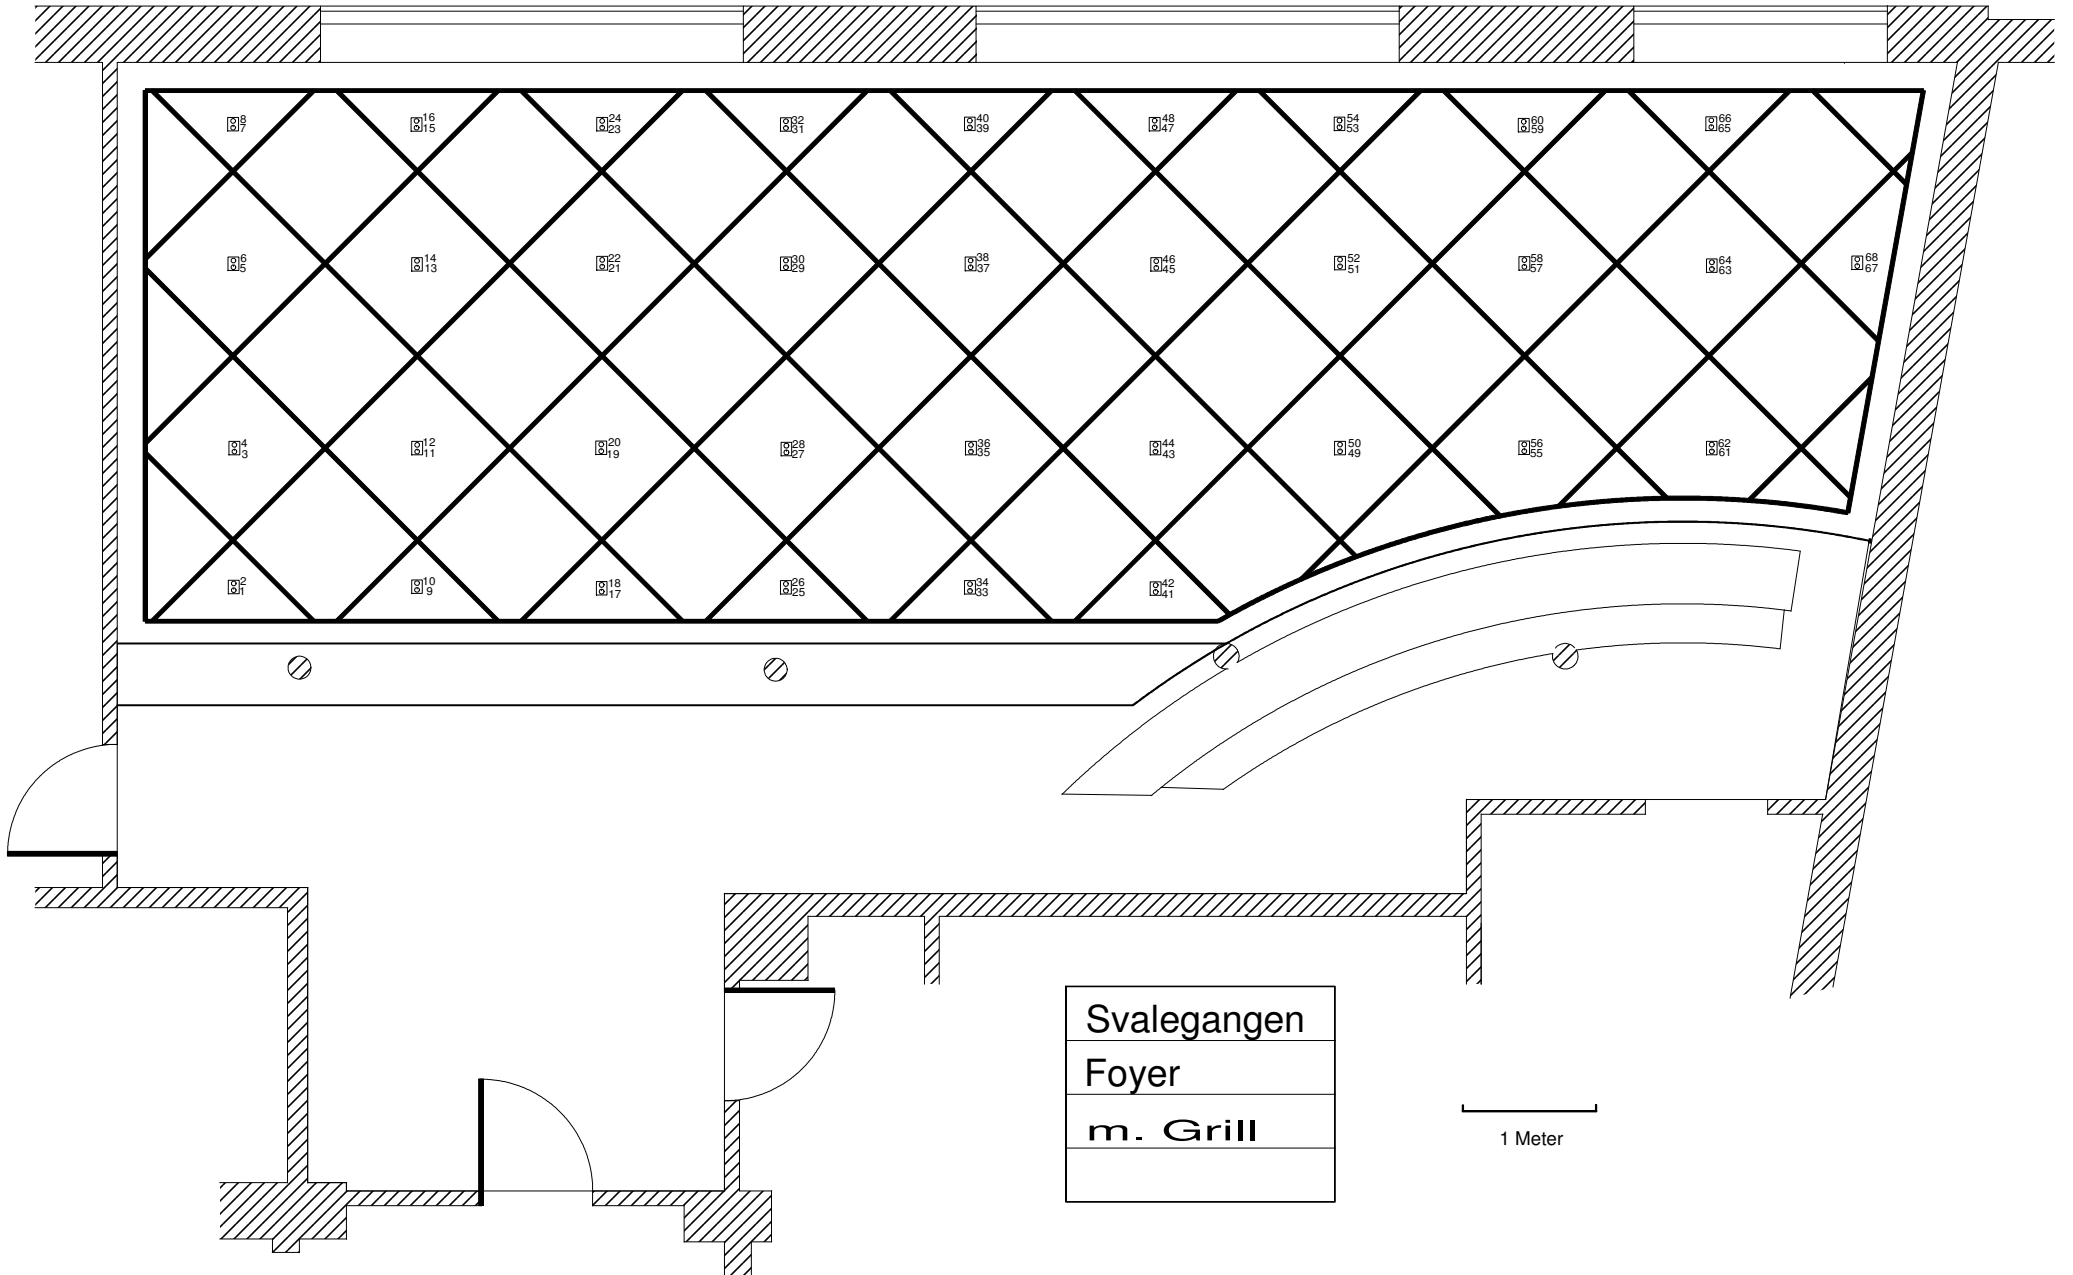 8 16 24 32 40 48 54 60 66
7 15 23 31 39 47 53 59 65
6 14 22 30 38 46 52 58 64 68
5 13 21 29 37 45 51 57 63 67
4 12 20 28 36 44 50 56 62
3 11 19 27 35 43 49 55 61
2 10 18 26 34 42
1 9 17 25 33 41
Svalegangen
Foyer
m. Grill
1 Meter